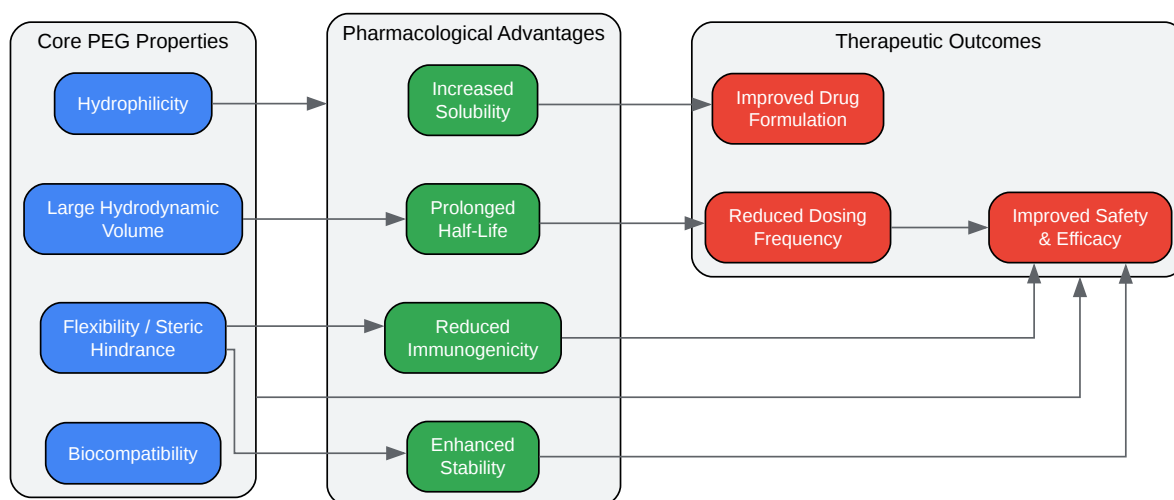 Core PEG Properties
Hydrophilicity
Large Hydrodynamic
Volume
Flexibility / Steric
Hindrance
Biocompatibility
Pharmacological Advantages
Increased
Solubility
Prolonged
Half-Life
Reduced
Immunogenicity
Enhanced
Stability
Therapeutic Outcomes
Improved Drug
Formulation
Reduced Dosing
Frequency
Improved Safety
& Efficacy